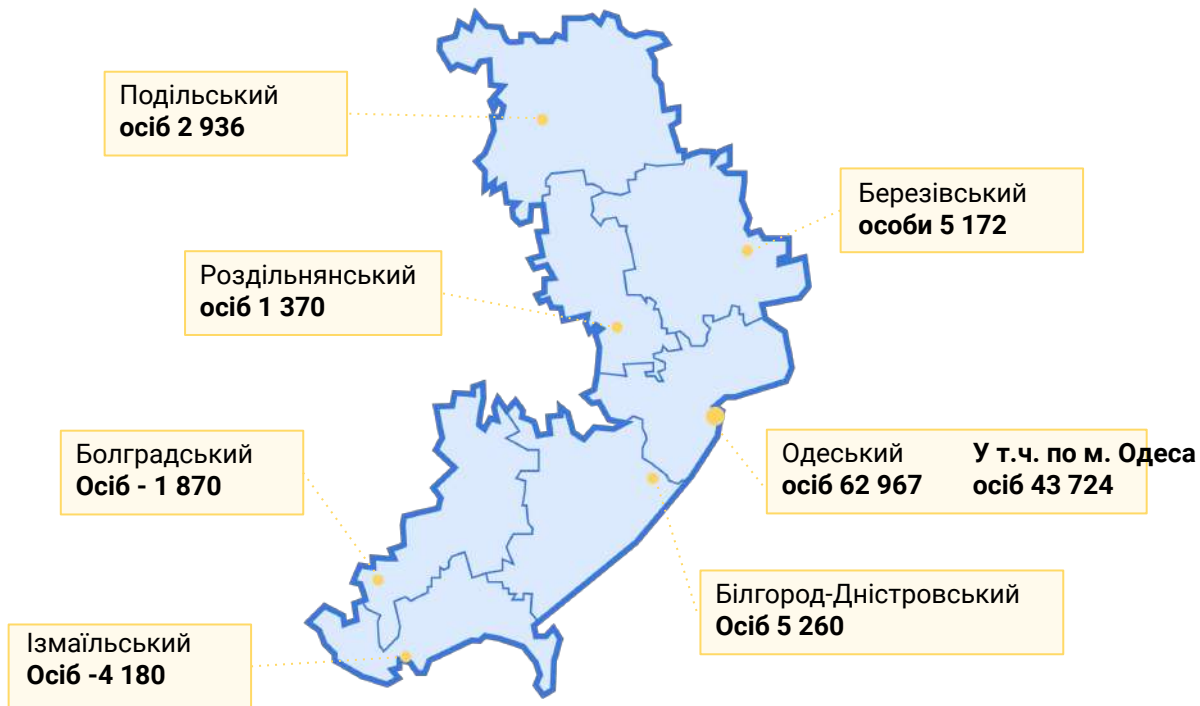 Подільський
осіб 2 936
Березівський
особи 5 172
Роздільнянський
осіб 1 370
Болградський
Осіб - 1 870
Одеський У т.ч. по м. Одеса
осіб 62 967 осіб 43 724
Білгород-Дністровський
Осіб 5 260
Ізмаїльський
Осіб -4 180